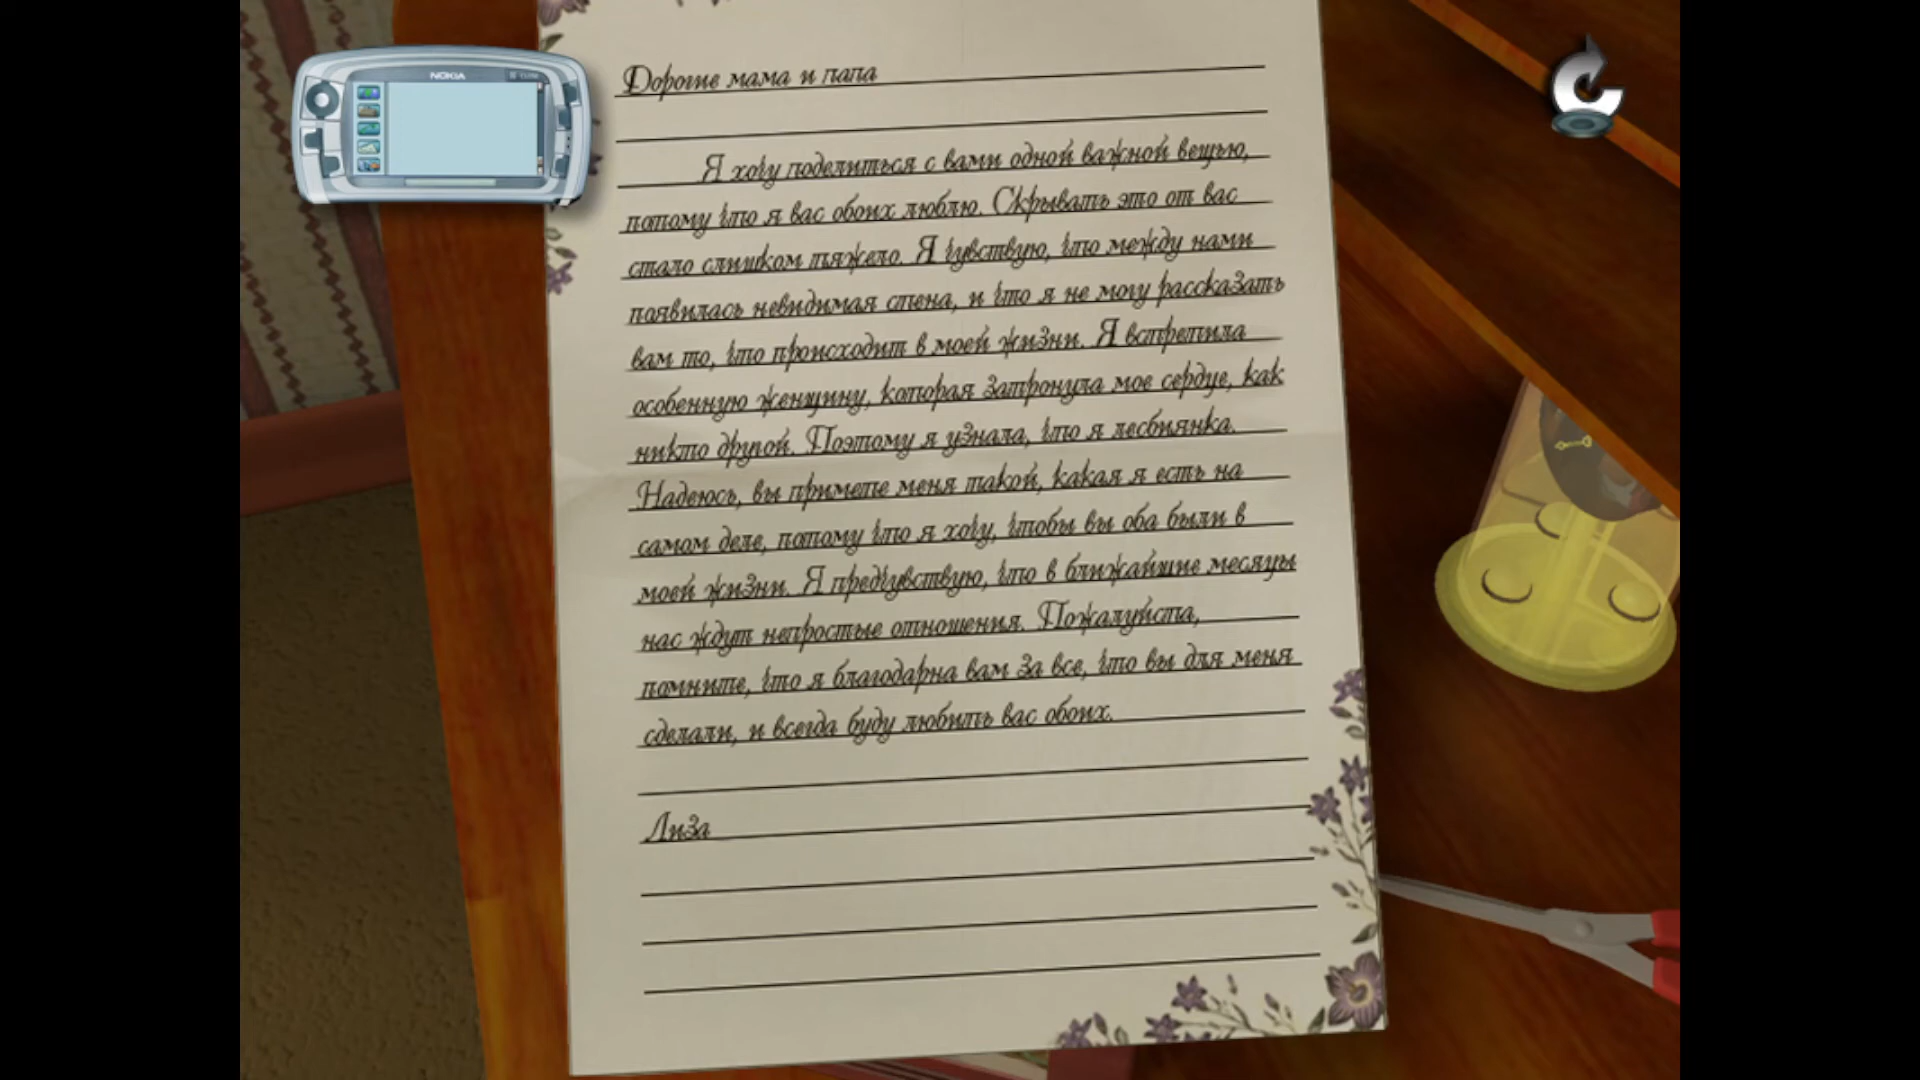 NOKIA
Дорогие мама и папа
Я хочу поделиться с вами одной важной вещью,
потому что я вас обоих люблю. Скрывать это от вас
стало слишком тяжело. Я чувствую, что между нами
появилась невидимая стена, и что я не могу рассказать
вам то, что происходит в моей жизни. Я встретила
особенную женщину, которая затронула мое сердце, как
никто другой. Поэтому я узнала, что я лесбиянка.
Надеюсь, вы примете меня такой, какая я есть на
самом деле, потому что я хочу, чтобы вы оба были в
моей жизни. Я предчувствую, что в ближайшие месяцы
нас ждут непростые отношения. Пожалуйста,
помните, что я благодарна вам за все, что вы для меня
сделали, и всегда буду любить вас обоих.
Лиза